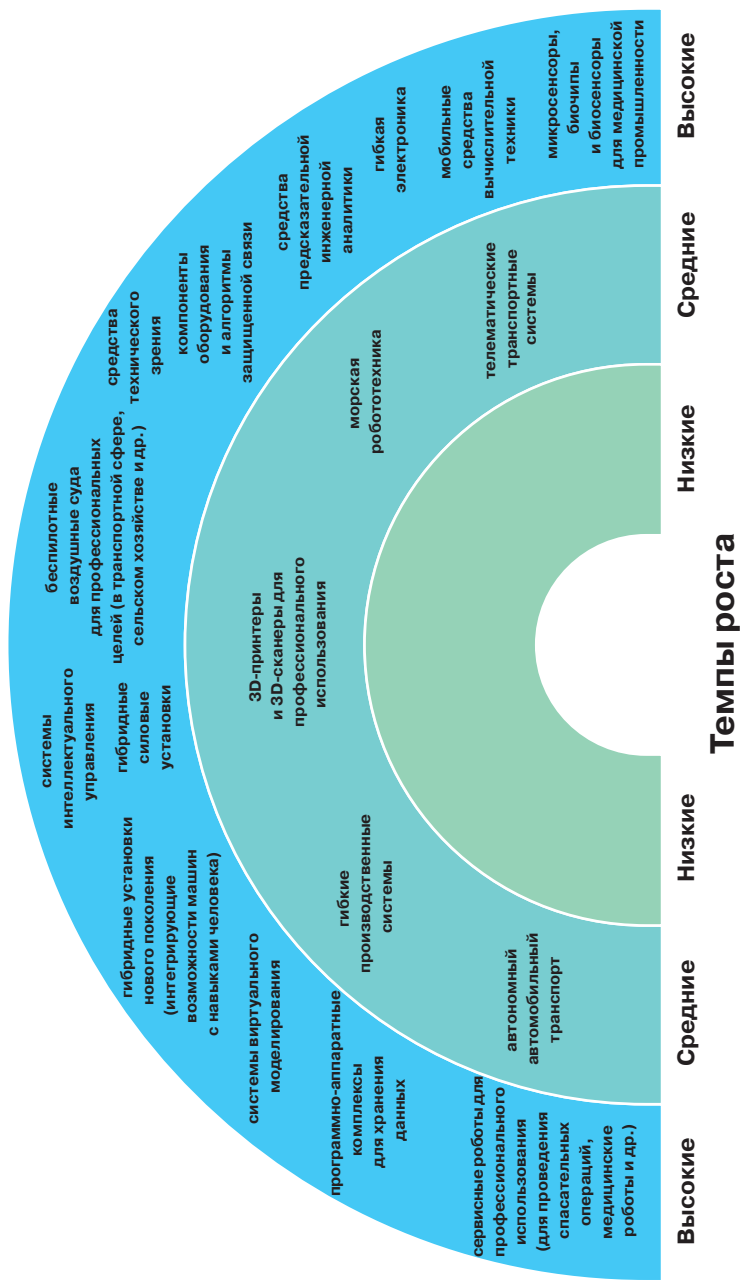 сервисные роботы для
профессионального
использования
(для проведения
спасательных
операций,
медицинские
роботы и др.)
программно-аппаратные
комплексы
для хранения
данных
системы виртуального
моделирования
гибридные установки
нового поколения
(интегрирующие
возможности машин
с навыками человека)
системы
интеллектуального
управления
гибридные
силовые
установки
беспилотные
воздушные суда
для профессиональных
целей (в транспортной сфере,
сельском хозяйстве и др.)
средства
технического
зрения
компоненты
оборудования
и алгоритмы
защищенной связи
средства
предсказательной
инженерной
аналитики
гибкая
электроника
мобильные
средства
вычислительной
техники
микросенсоры,
биочипы
и биосенсоры
для медицинской
промышленности
автономный
автомобильный
транспорт
гибкие
производственные
системы
3D-принтеры
и 3D-сканеры для
профессионального
использования
морская
робототехника
телематические
транспортные
системы
Высокие
Средние
Низкие
Низкие
Средние
Высокие
Темпы роста